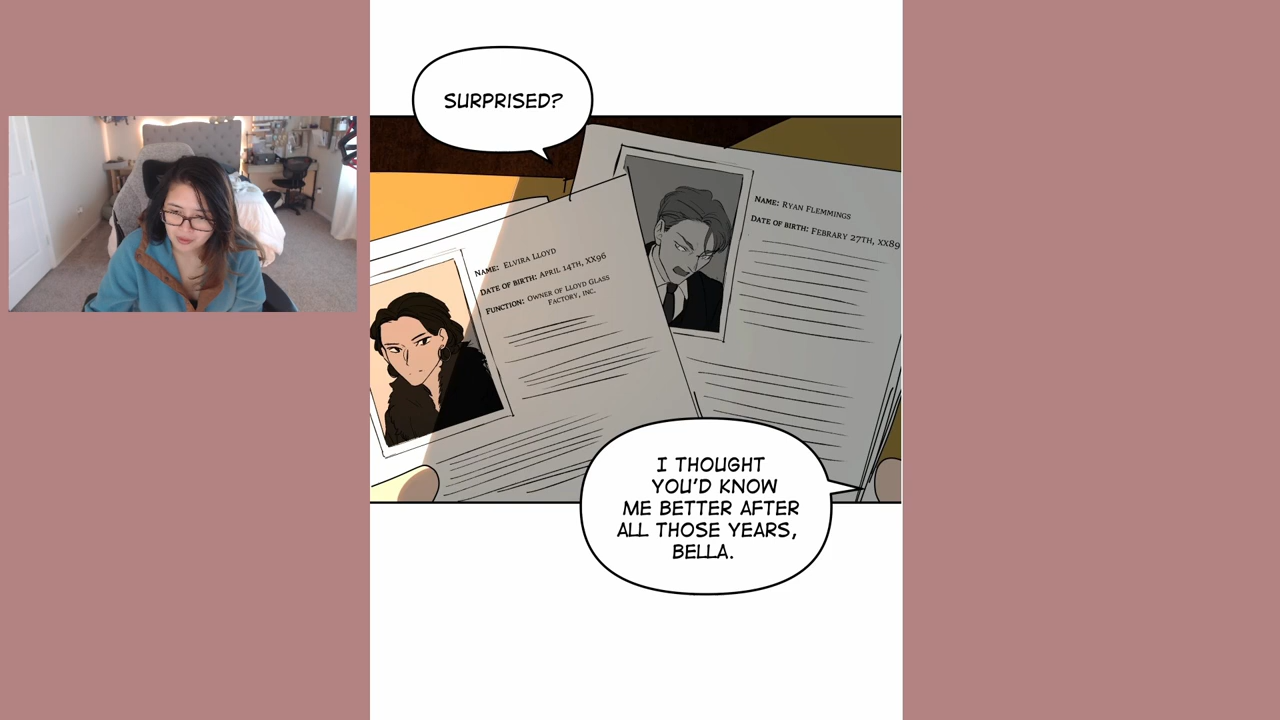 SURPRISED?
NAME: RYAN FLEMMINGS
DATE OF BIRTH: FEBRARY 27TH, XX89
NAME: ELVIRA LLOYD
DATE OF BIRTH: APRIL 14TH, XX96
FUNCTION: OWNER OF LLOYD GLASS
FACTORY, INC.
I THOUGHT
YOU'D KNOW
ME BETTER AFTER
ALL THOSE YEARS,
BELLA.